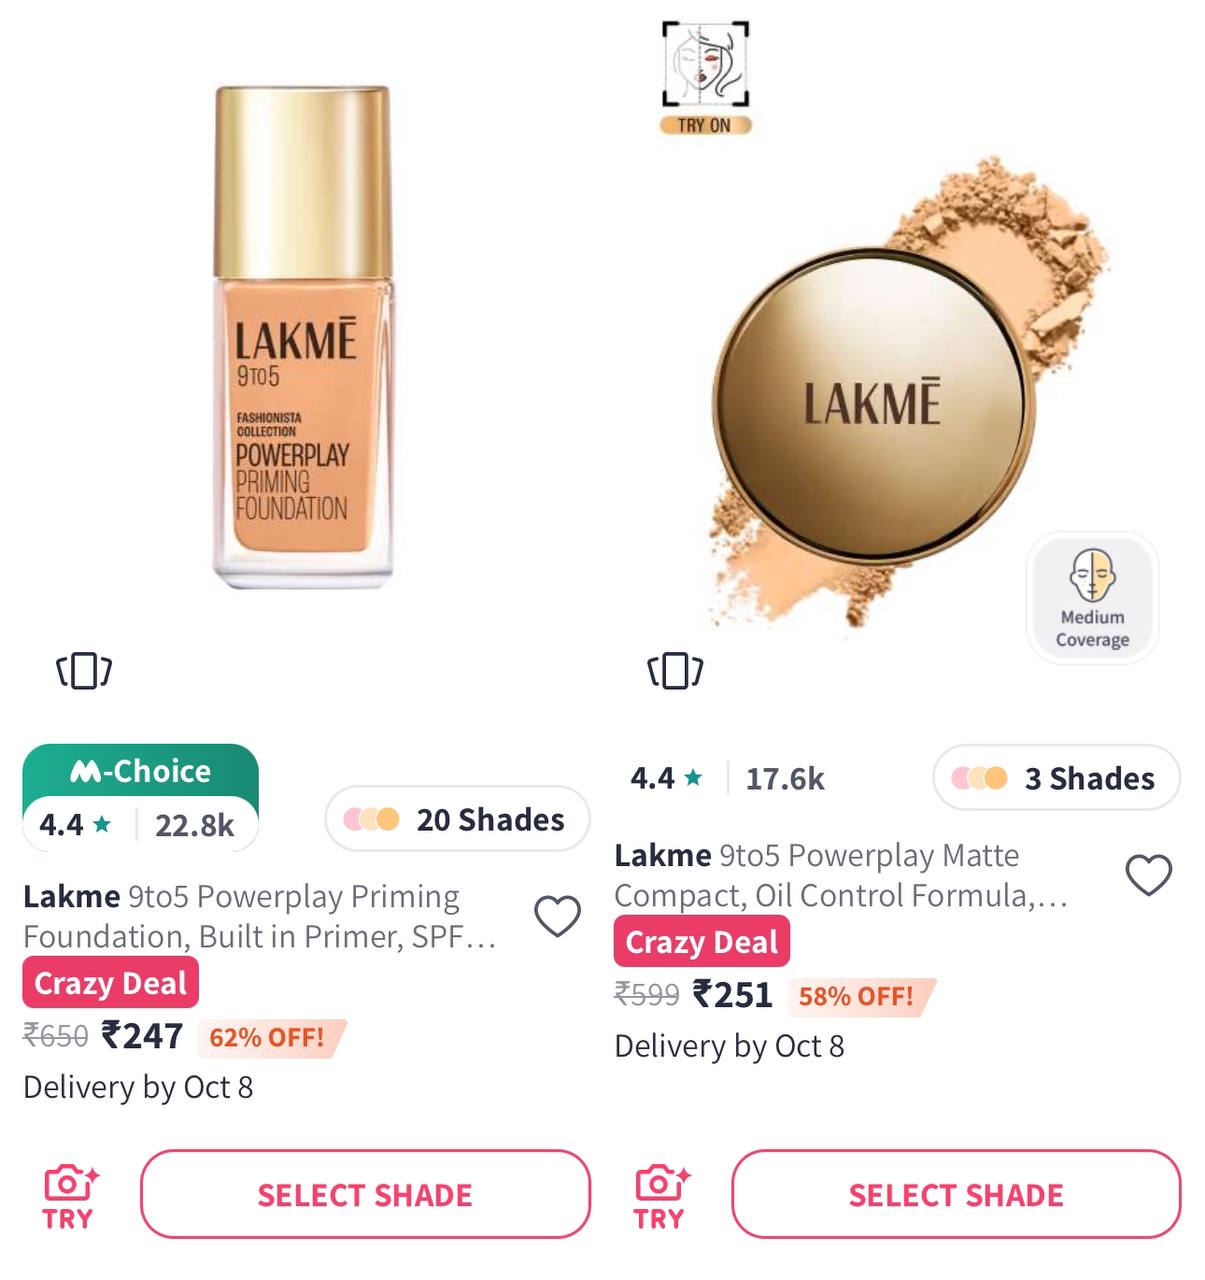 LAKMĒ
9TO5
FASHIONISTA
COLLECTION
POWERPLAY
PRIMING
FOUNDATION
M-Choice
4.4 ★ | 22.8k
20 Shades
Lakme 9to5 Powerplay Priming
Foundation, Built in Primer, SPF...
Crazy Deal
₹650 ₹247 62% OFF!
Delivery by Oct 8
TRY
SELECT SHADE
TRY ON
LAKMĒ
Medium
Coverage
4.4 ★ | 17.6k
3 Shades
Lakme 9to5 Powerplay Matte
Compact, Oil Control Formula,...
Crazy Deal
₹599 ₹251 58% OFF!
Delivery by Oct 8
TRY
SELECT SHADE